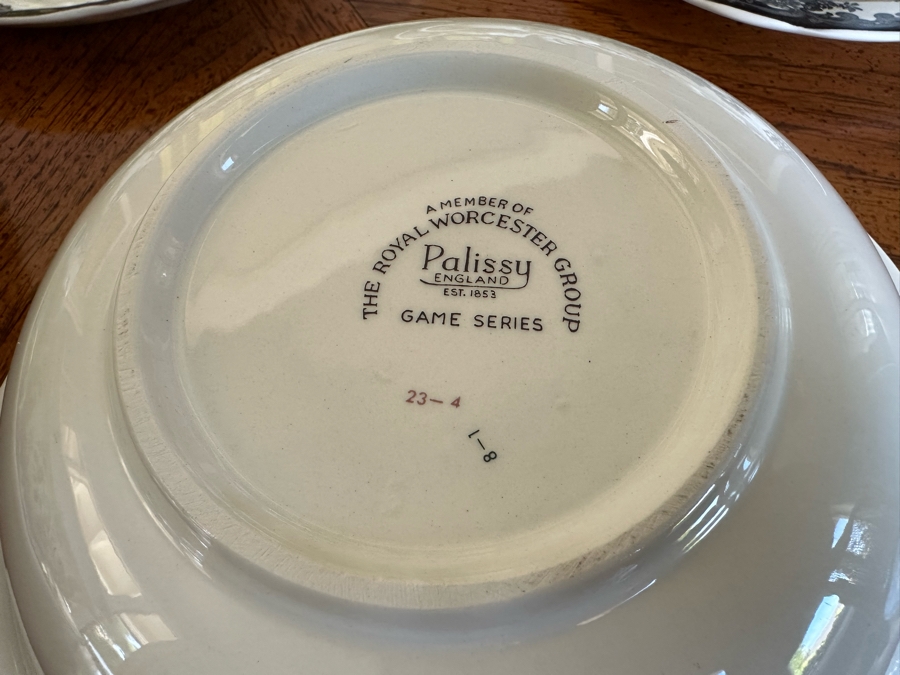 A MEMBER OF
THE ROYAL WORCESTER GROUP
Palissy
ENGLAND
EST. 1853
GAME SERIES
23-4
1-8